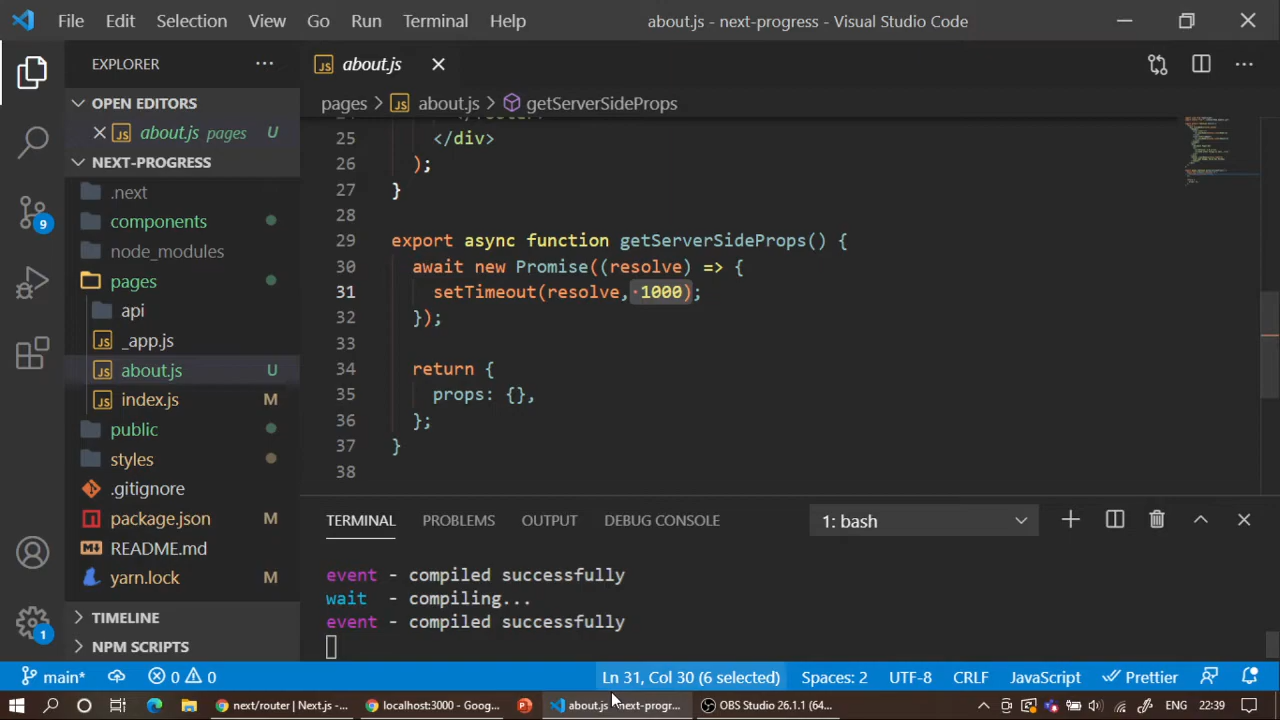 File Edit Selection View Go Run Terminal Help about.js - next-progress - Visual Studio Code
EXPLORER
OPEN EDITORS
about.js pages U
NEXT-PROGRESS
.next
components
node_modules
pages
api
_app.js
about.js U
index.js M
public
styles
.gitignore
package.json M
README.md
yarn.lock M
TIMELINE
NPM SCRIPTS
JS about.js
pages > JS about.js > getServerSideProps
25 </div>
26 );
27 }
28
29 export async function getServerSideProps() {
30 await new Promise((resolve) => {
31 setTimeout(resolve, 1000);
32 });
33
34 return {
35 props: {},
36 };
37 }
38
TERMINAL PROBLEMS OUTPUT DEBUG CONSOLE 1: bash
event - compiled successfully
wait - compiling...
event - compiled successfully
9
1
main* 0 0 Ln 31, Col 30 (6 selected) Spaces: 2 UTF-8 CRLF JavaScript Prettier
next/router | Next.js -... localhost:3000 - Goog... about.js - next-progr... OBS Studio 26.1.1 (64... ENG 22:39